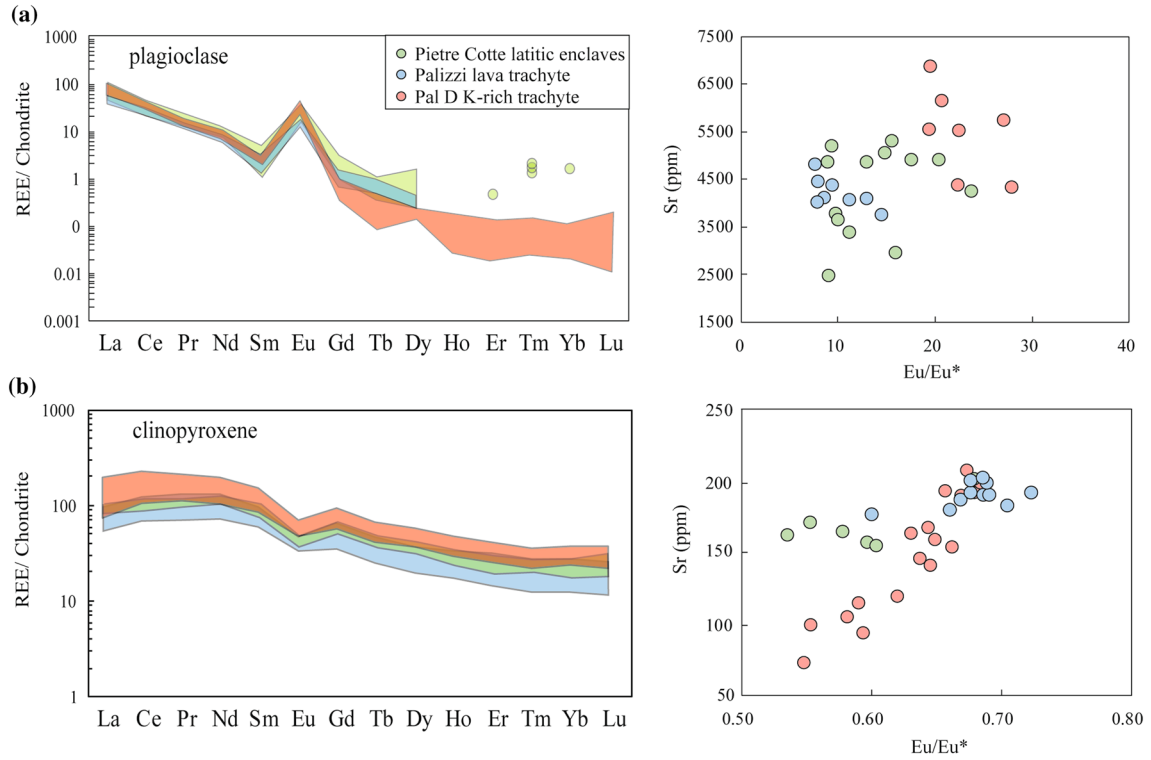 (a)
plagioclase
Pietre Cotte latitic enclaves
Palizzi lava trachyte
Pal D K-rich trachyte
REE/ Chondrite
1000
100
10
1
0
0.01
0.001
La Ce Pr Nd Sm Eu Gd Tb Dy Ho Er Tm Yb Lu
Sr (ppm)
7500
6500
5500
4500
3500
2500
1500
0 10 20 30 40
Eu/Eu*
(b)
clinopyroxene
REE/ Chondrite
1000
100
10
1
La Ce Pr Nd Sm Eu Gd Tb Dy Ho Er Tm Yb Lu
Sr (ppm)
250
200
150
100
50
0.50 0.60 0.70 0.80
Eu/Eu*